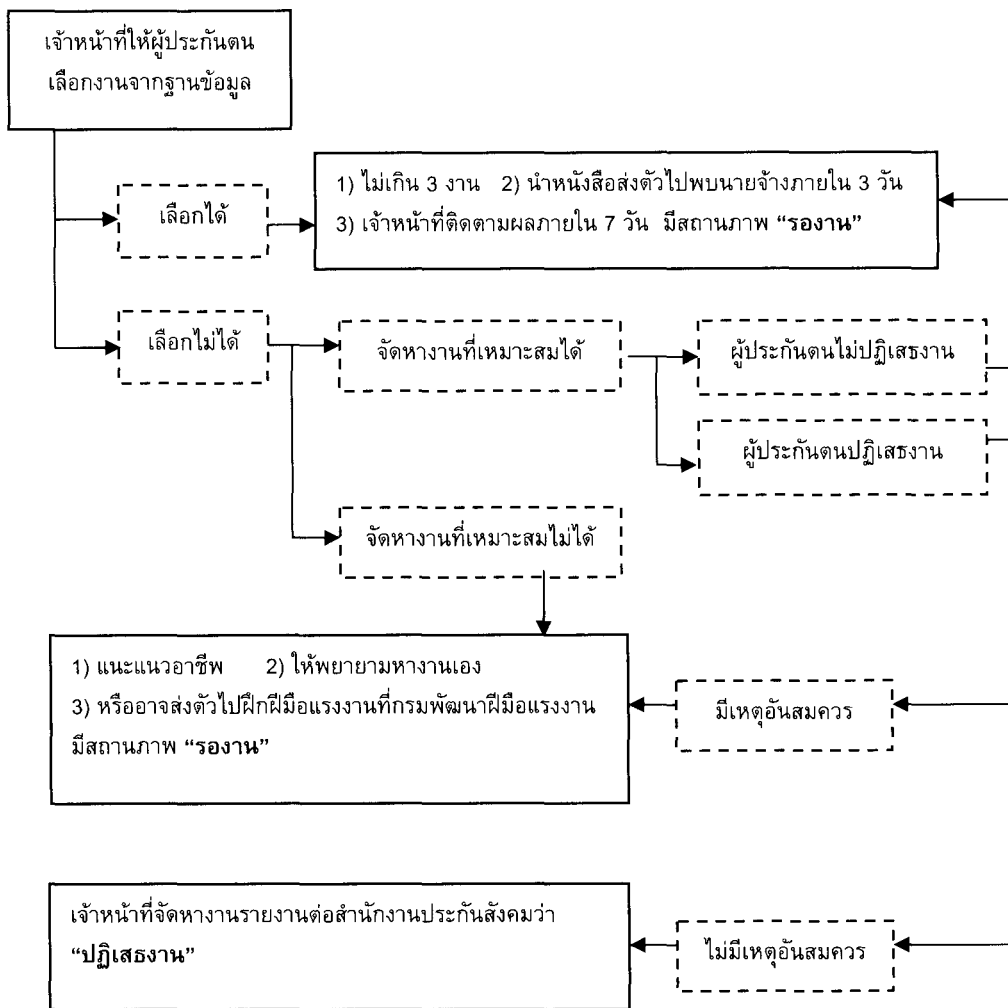 เจ้าหน้าที่ให้ผู้ประกันตน
เลือกงานจากฐานข้อมูล
เลือกได้
1) ไม่เกิน 3 งาน 2) นำหนังสือส่งตัวไปพบนายจ้างภายใน 3 วัน
3) เจ้าหน้าที่ติดตามผลภายใน 7 วัน มีสถานภาพ “รองาน”
เลือกไม่ได้
จัดหางานที่เหมาะสมได้
ผู้ประกันตนไม่ปฏิเสธงาน
ผู้ประกันตนปฏิเสธงาน
จัดหางานที่เหมาะสมไม่ได้
1) แนะแนวอาชีพ 2) ให้พยายามหางานเอง
3) หรืออาจส่งตัวไปฝึกฝีมือแรงงานที่กรมพัฒนาฝีมือแรงงาน
มีสถานภาพ “รองาน”
มีเหตุอันสมควร
เจ้าหน้าที่จัดหางานรายงานต่อสำนักงานประกันสังคมว่า
“ปฏิเสธงาน”
ไม่มีเหตุอันสมควร